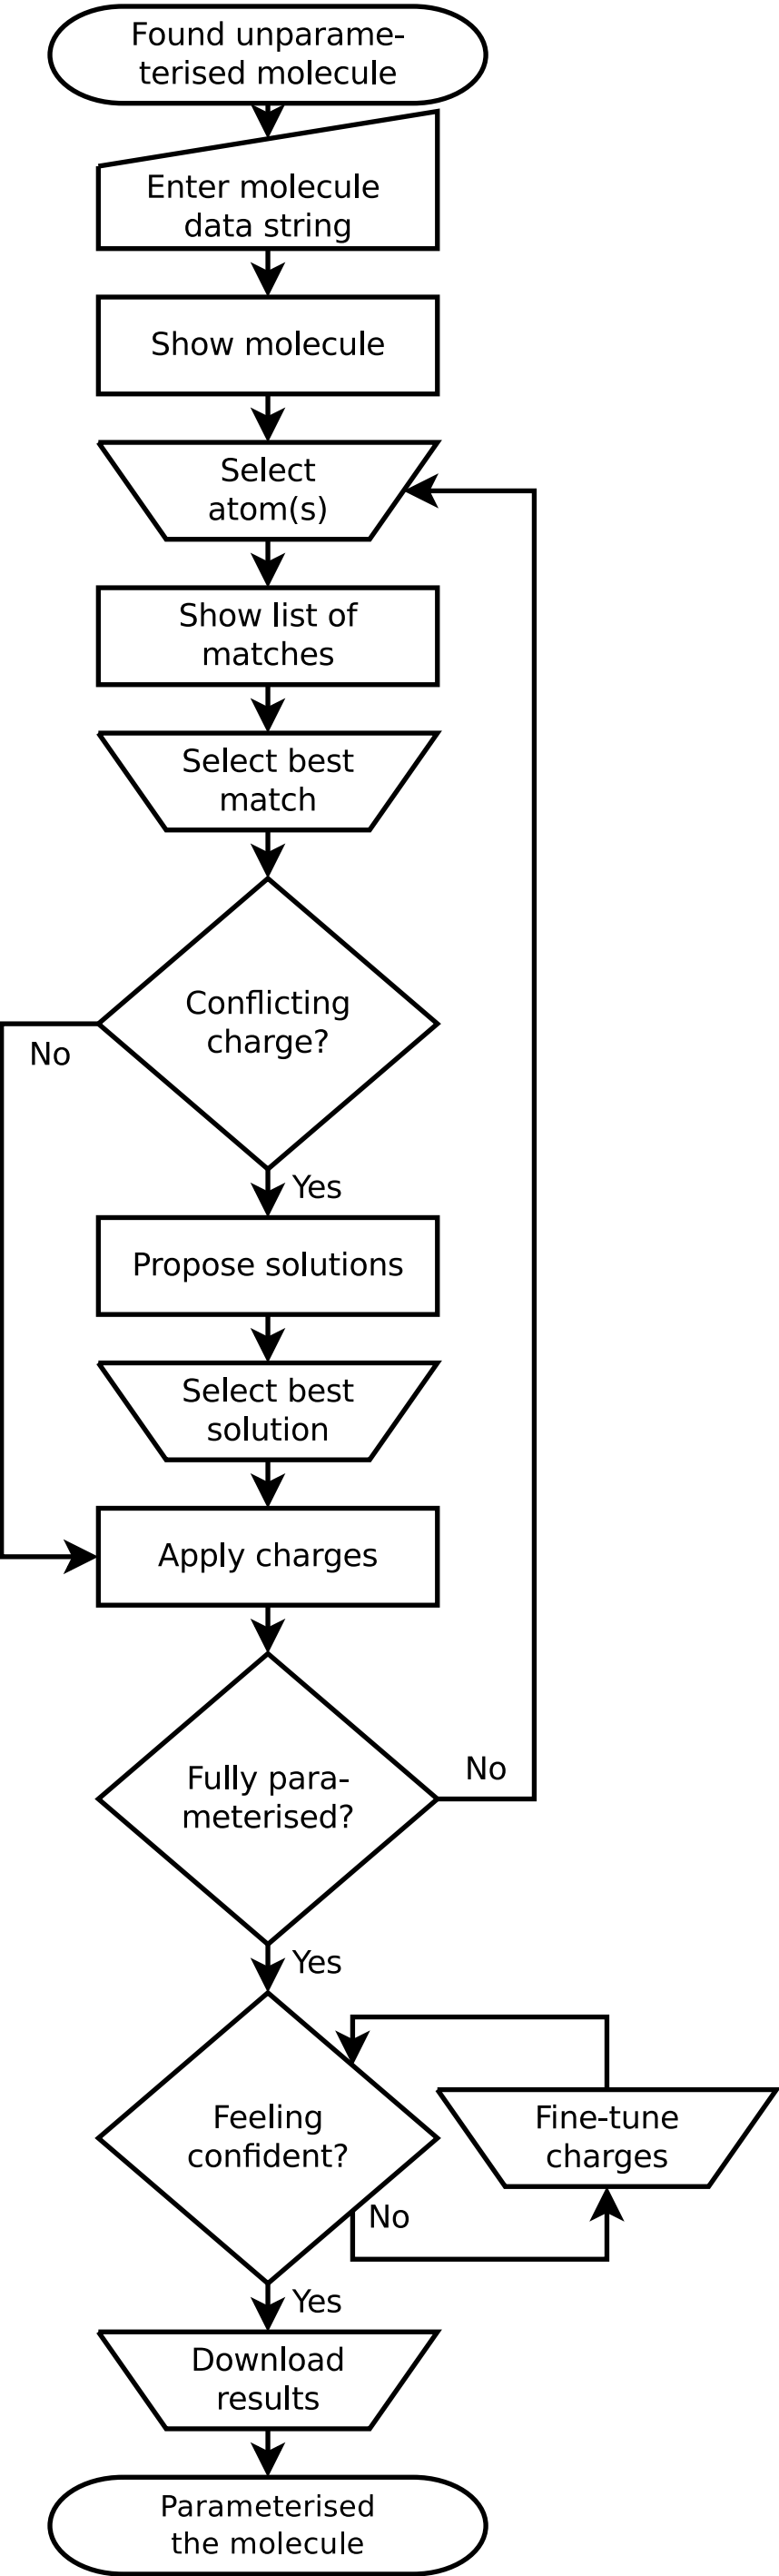 Found unparame-
terised molecule
Enter molecule
data string
Show molecule
Select
atom(s)
Show list of
matches
Select best
match
Conflicting
charge?
No
Yes
Propose solutions
Select best
solution
Apply charges
Fully para-
meterised?
No
Yes
Feeling
confident?
Fine-tune
charges
No
Yes
Download
results
Parameterised
the molecule